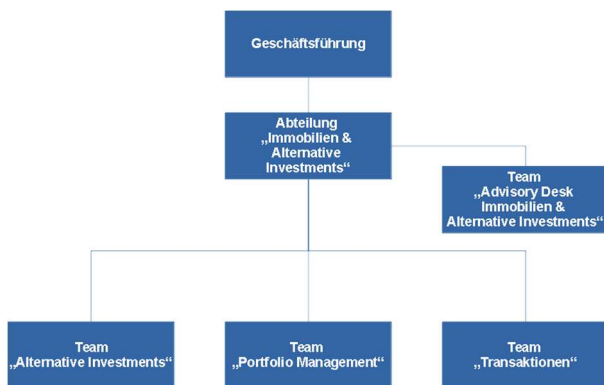 Geschäftsführung
Abteilung
„Immobilien &
Alternative
Investments“
Team
„Advisory Desk
Immobilien &
Alternative Investments“
Team
„Alternative Investments“
Team
„Portfolio Management“
Team
„Transaktionen“